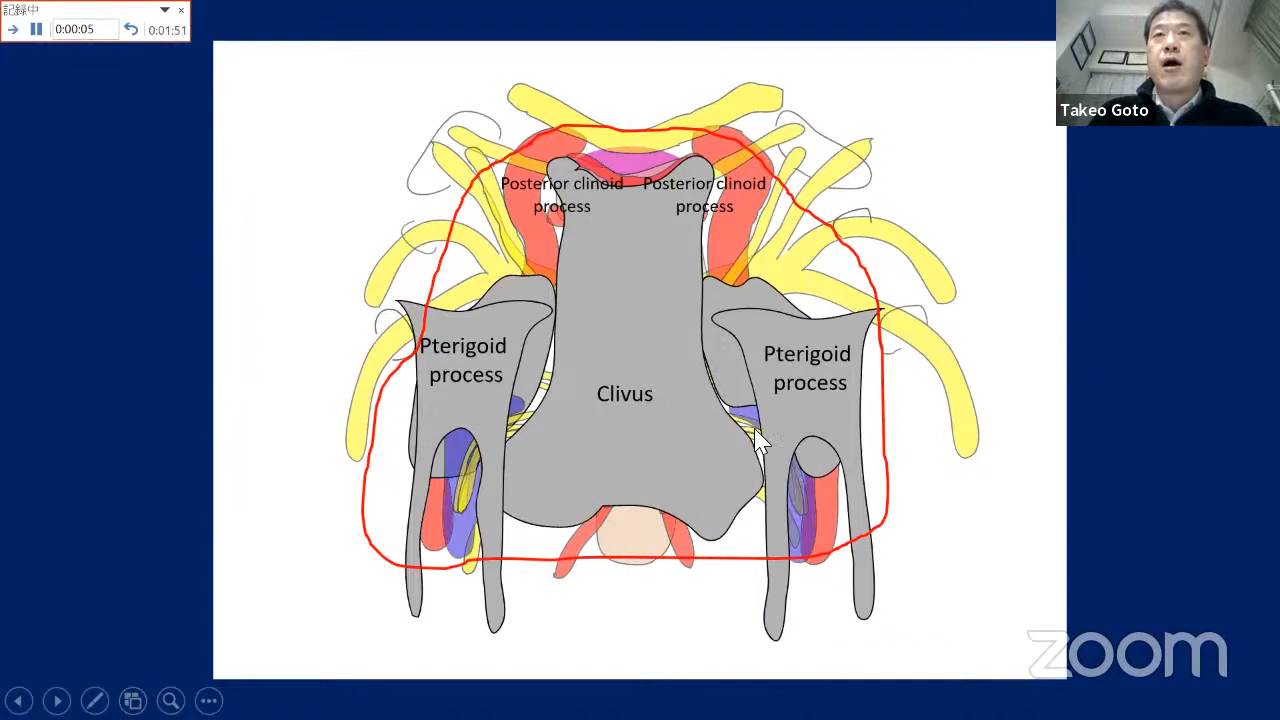 記録中
0:00:05
0:01:51
Takeo Goto
Posterior clinoid
process
Posterior clinoid
process
Pterigoid
process
Pterigoid
process
Clivus
zoom